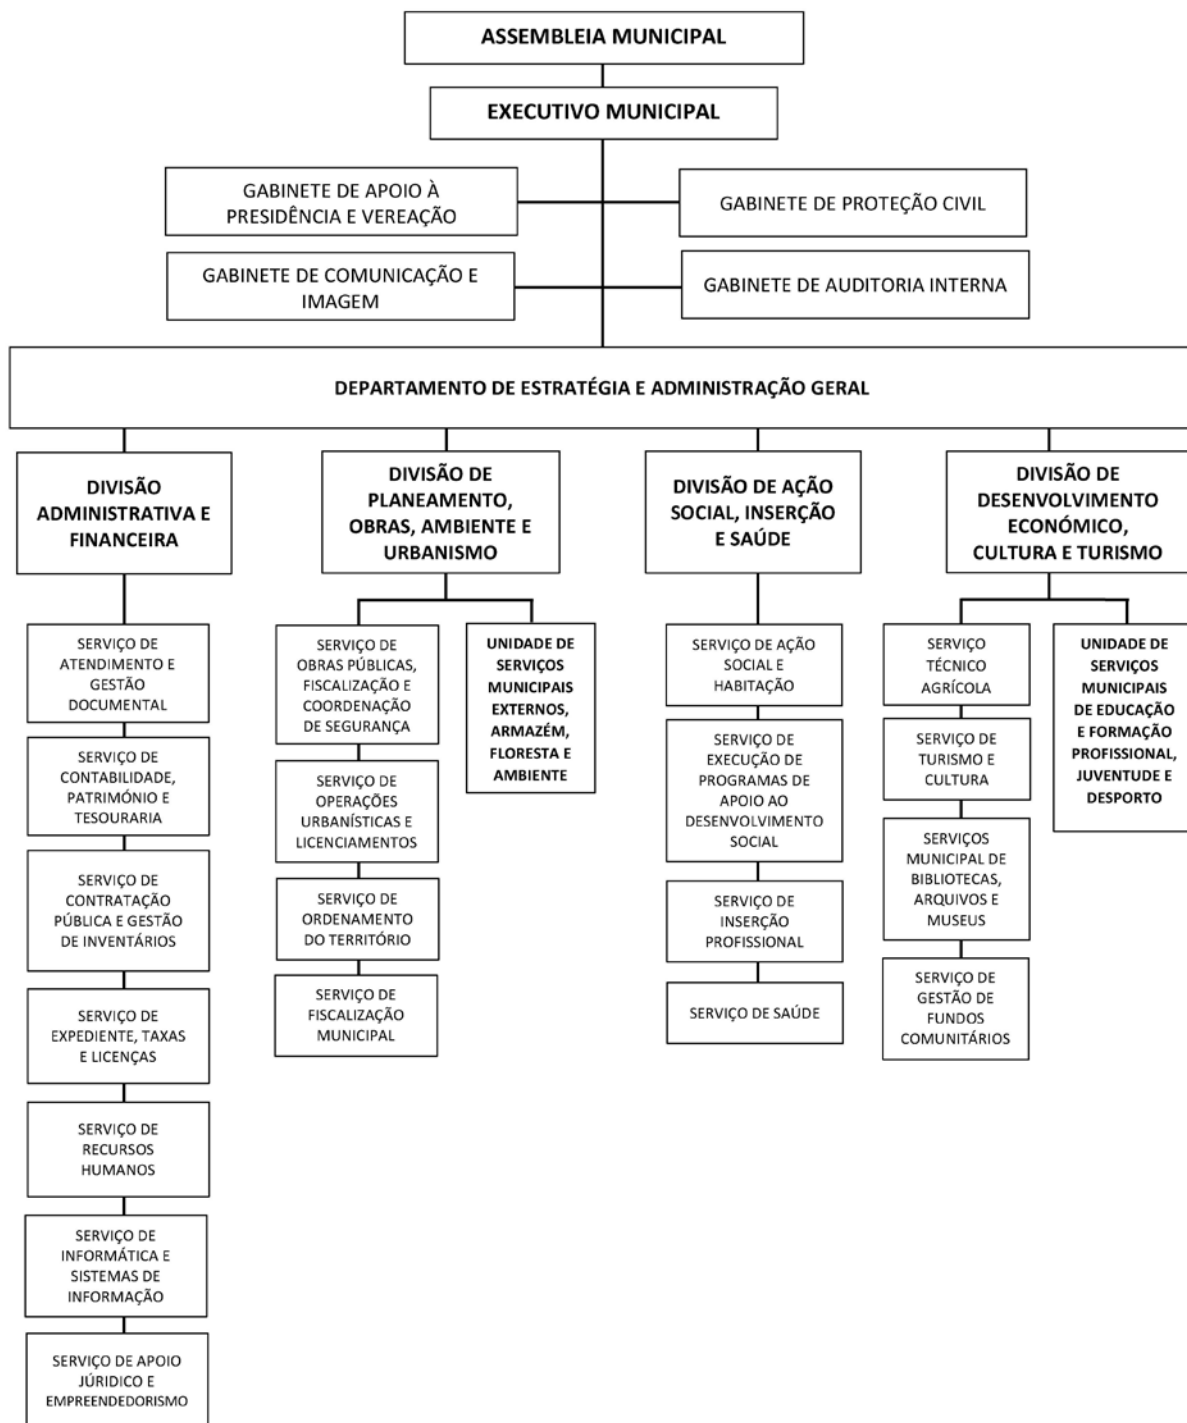 ASSEMBLEIA MUNICIPAL
EXECUTIVO MUNICIPAL
GABINETE DE APOIO À
PRESIDÊNCIA E VEREAÇÃO
GABINETE DE PROTEÇÃO CIVIL
GABINETE DE COMUNICAÇÃO E
IMAGEM
GABINETE DE AUDITORIA INTERNA
DEPARTAMENTO DE ESTRATÉGIA E ADMINISTRAÇÃO GERAL
DIVISÃO
ADMINISTRATIVA E
FINANCEIRA
SERVIÇO DE
ATENDIMENTO E
GESTÃO
DOCUMENTAL
SERVIÇO DE
CONTABILIDADE,
PATRIMÓNIO E
TESOURARIA
SERVIÇO DE
CONTRATAÇÃO
PÚBLICA E GESTÃO
DE INVENTÁRIOS
SERVIÇO DE
EXPEDIENTE, TAXAS
E LICENÇAS
SERVIÇO DE
RECURSOS
HUMANOS
SERVIÇO DE
INFORMÁTICA E
SISTEMAS DE
INFORMAÇÃO
SERVIÇO DE APOIO
JÚRIDICO E
EMPREENDEDORISMO
DIVISÃO DE
PLANEAMENTO,
OBRAS, AMBIENTE E
URBANISMO
SERVIÇO DE
OBRAS PÚBLICAS,
FISCALIZAÇÃO E
COORDENAÇÃO
DE SEGURANÇA
SERVIÇO DE
OPERAÇÕES
URBANÍSTICAS E
LICENCIAMENTOS
SERVIÇO DE
ORDENAMENTO
DO TERRITÓRIO
SERVIÇO DE
FISCALIZAÇÃO
MUNICIPAL
UNIDADE DE
SERVIÇOS
MUNICIPAIS
EXTERNOS,
ARMAZÉM,
FLORESTA E
AMBIENTE
DIVISÃO DE AÇÃO
SOCIAL, INSERÇÃO
E SAÚDE
SERVIÇO DE AÇÃO
SOCIAL E
HABITAÇÃO
SERVIÇO DE
EXECUÇÃO DE
PROGRAMAS DE
APOIO AO
DESENVOLVIMENTO
SOCIAL
SERVIÇO DE
INSERÇÃO
PROFISSIONAL
SERVIÇO DE SAÚDE
DIVISÃO DE
DESENVOLVIMENTO
ECONÓMICO,
CULTURA E TURISMO
SERVIÇO
TÉCNICO
AGRÍCOLA
SERVIÇO DE
TURISMO E
CULTURA
SERVIÇOS
MUNICIPAL DE
BIBLIOTECAS,
ARQUIVOS E
MUSEUS
SERVIÇO DE
GESTÃO DE
FUNDOS
COMUNITÁRIOS
UNIDADE DE
SERVIÇOS
MUNICIPAIS
DE EDUCAÇÃO
E FORMAÇÃO
PROFISSIONAL,
JUVENTUDE E
DESPORTO